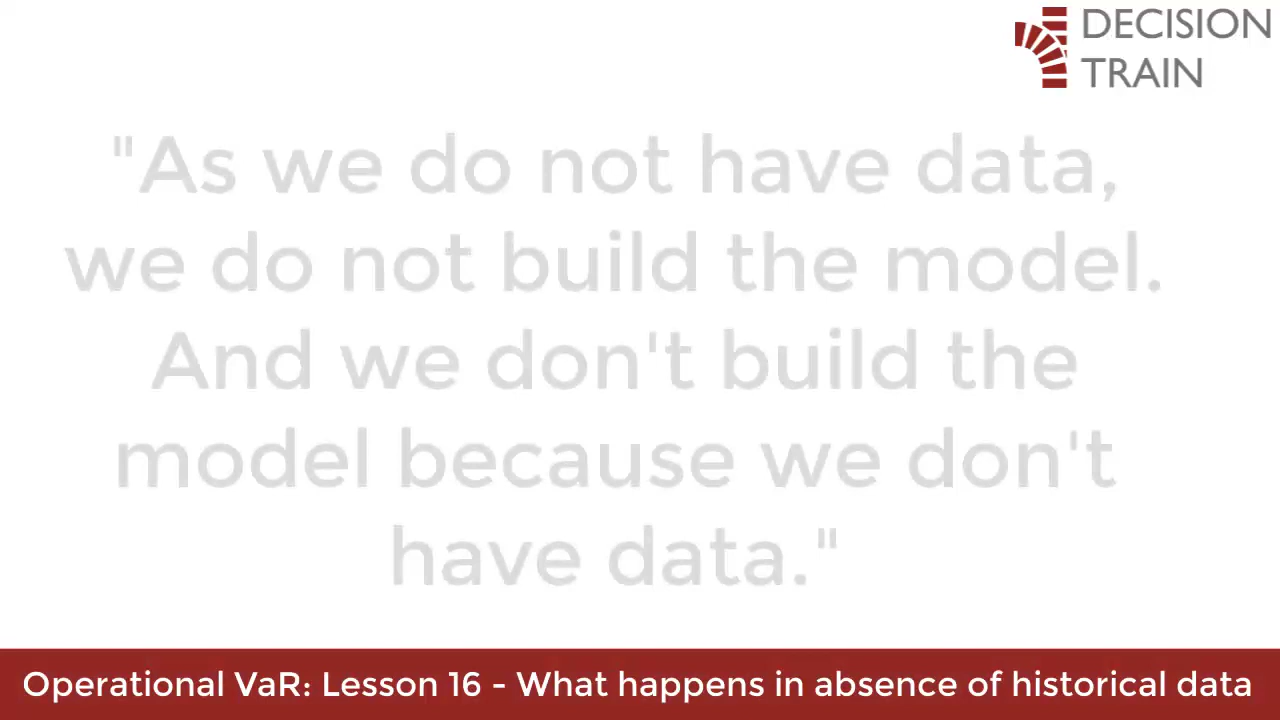 DECISION
TRAIN
"As we do not have data,
we do not build the model.
And we don't build the
model because we don't
have data."
Operational VaR: Lesson 16 - What happens in absence of historical data